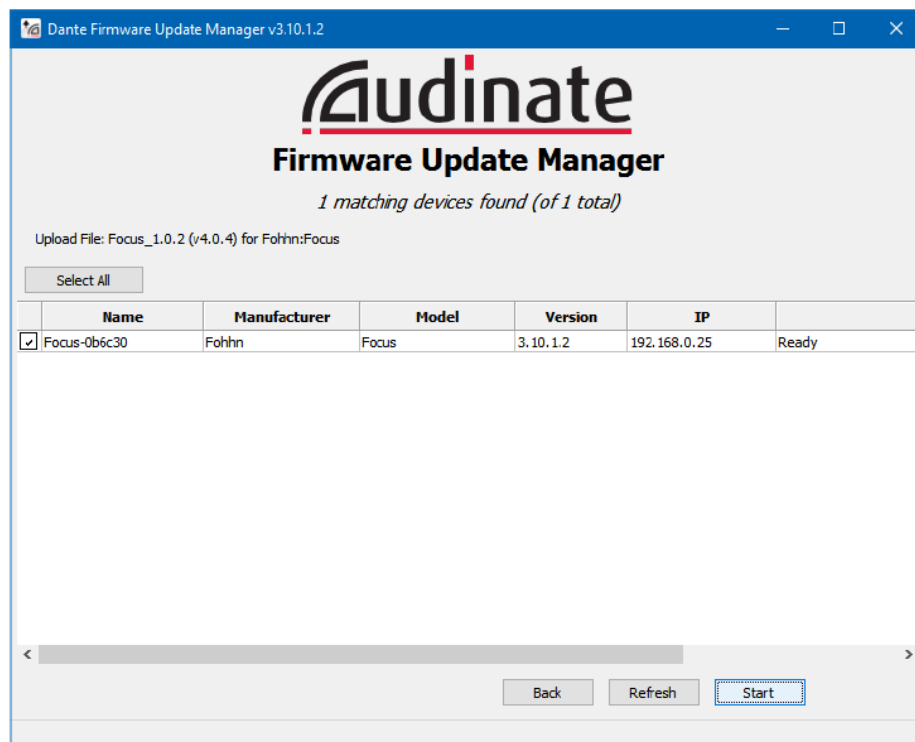 Dante Firmware Update Manager v3.10.1.2
Audinate
Firmware Update Manager
1 matching devices found (of 1 total)
Upload File: Focus_1.0.2 (v4.0.4) for Fohhn:Focus
Select All
Name Manufacturer Model Version IP
Focus-0b6c30 Fohhn Focus 3.10.1.2 192.168.0.25 Ready
Back Refresh Start